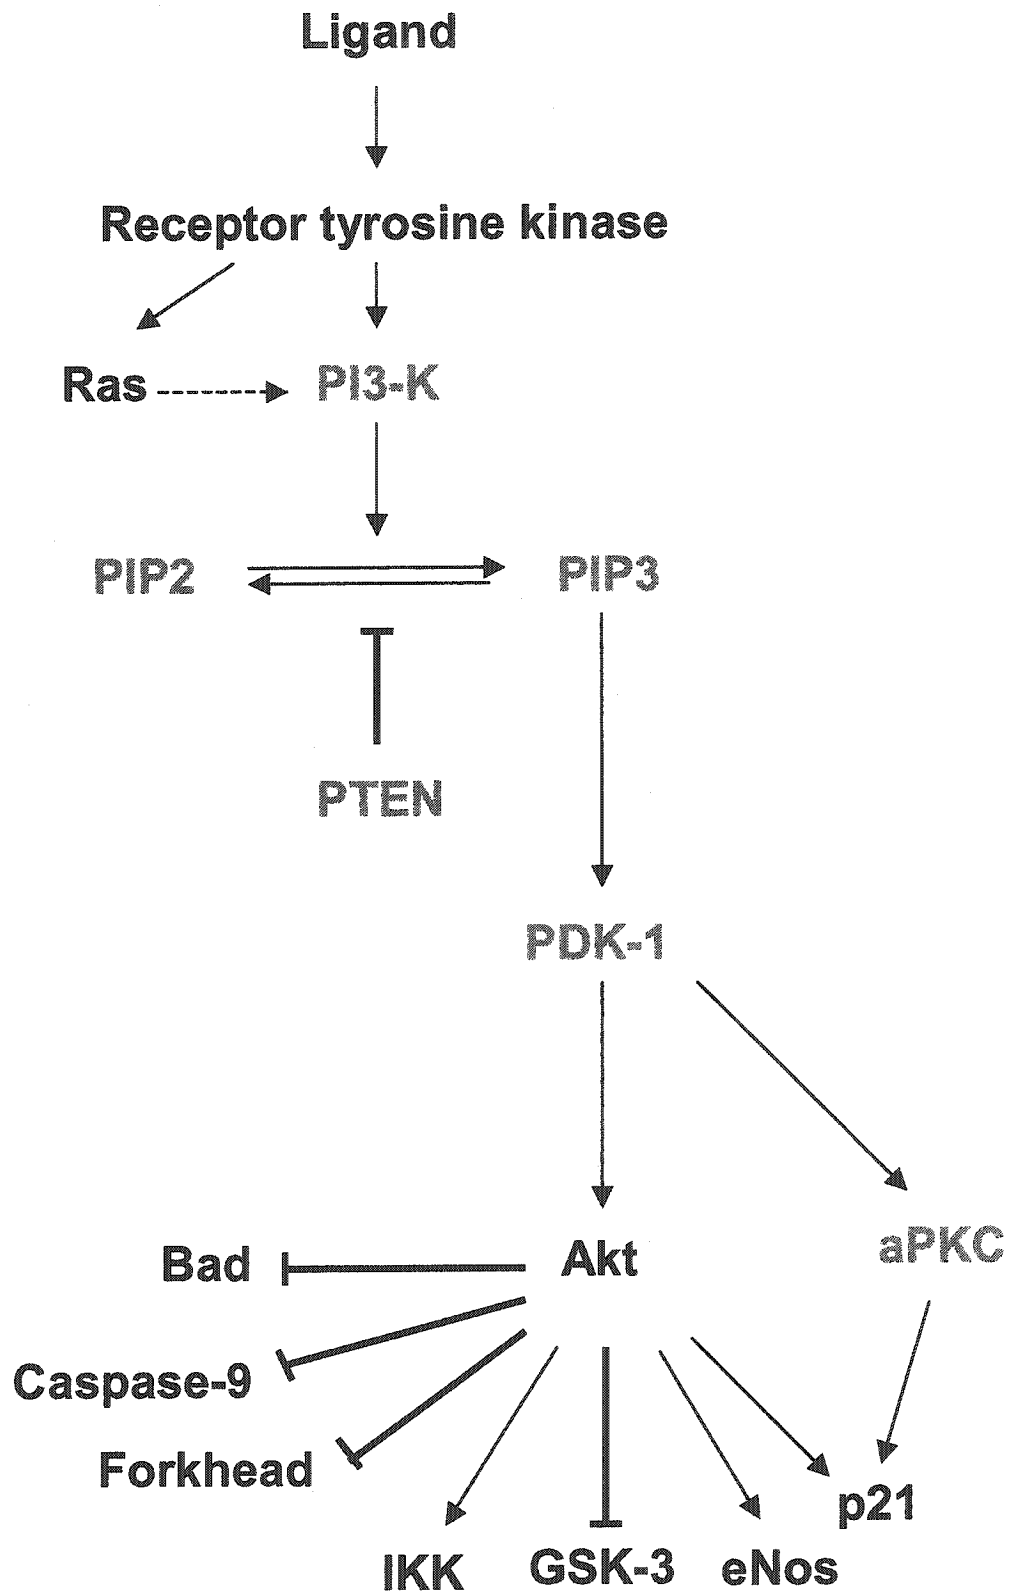 Ligand
Receptor tyrosine kinase
Ras
PI3-K
PIP2
PIP3
PTEN
PDK-1
Akt
aPKC
Bad
Caspase-9
Forkhead
IKK
GSK-3
eNos
p21